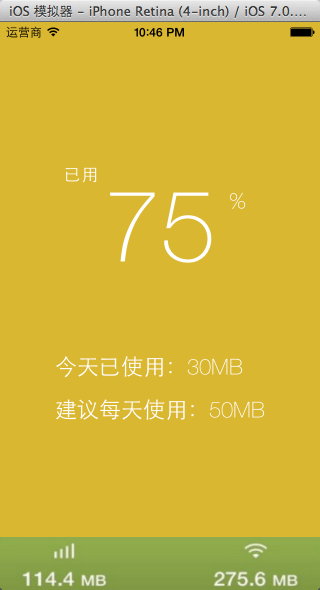 iOS 模拟器 – iPhone Retina (4-inch) / iOS 7.0....
运营商 10:46 PM
已用
75 %
今天已使用：30MB
建议每天使用：50MB
114.4 MB 275.6 MB